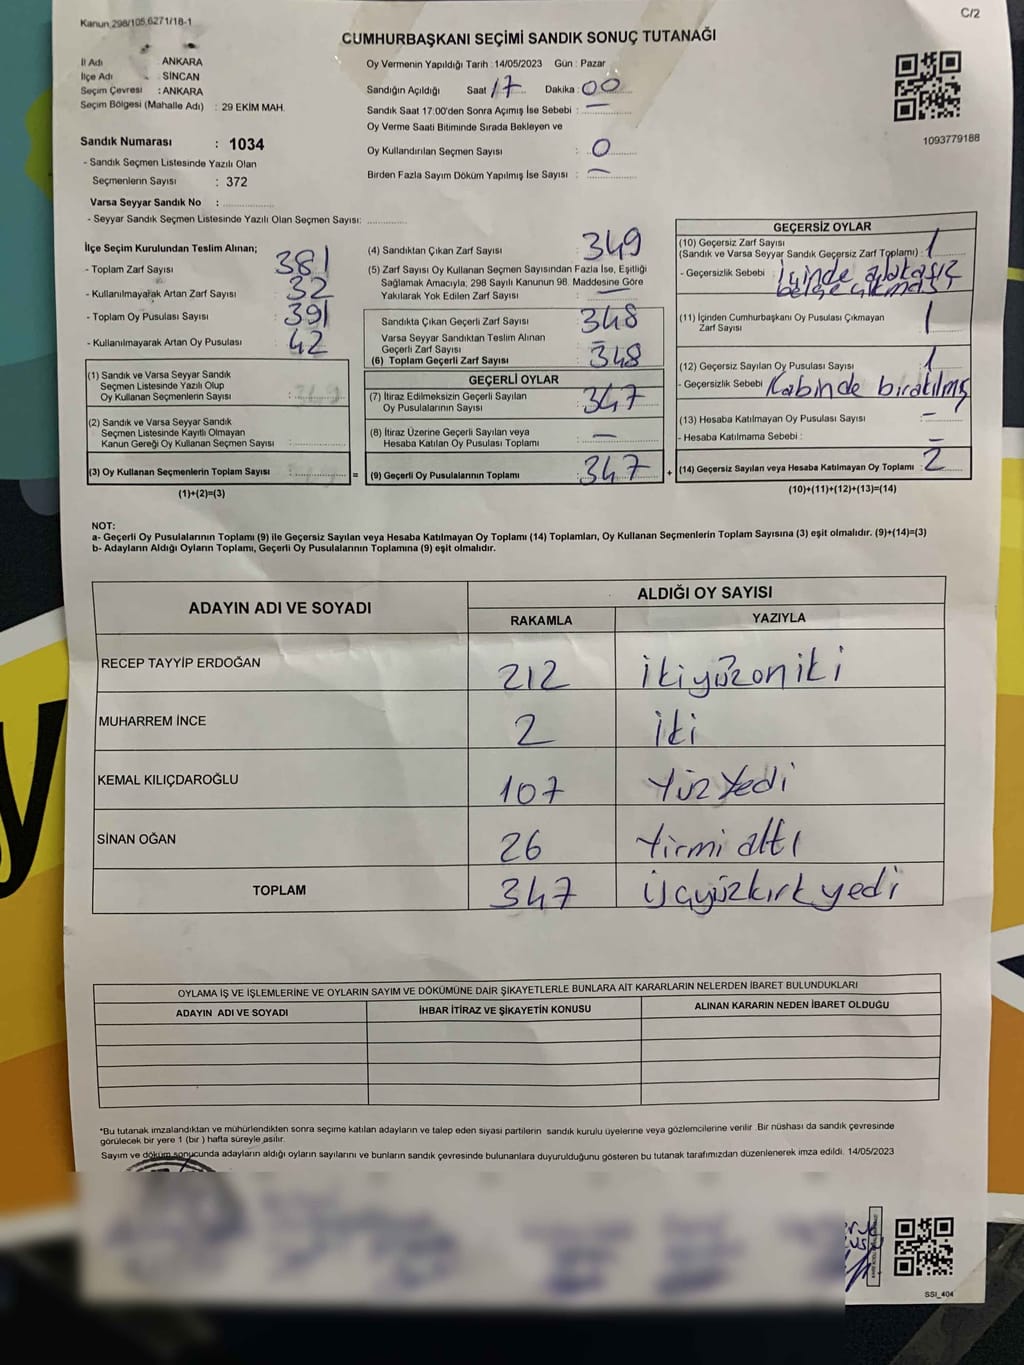 Kanun:298/105,6271/18-1
C/2
CUMHURBAŞKANI SEÇİMİ SANDIK SONUÇ TUTANAĞI
İl Adı ANKARA
İlçe Adı SİNCAN
Seçim Çevresi : ANKARA
Seçim Bölgesi (Mahalle Adı) : 29 EKİM MAH.
Sandık Numarası : 1034
- Sandık Seçmen Listesinde Yazılı Olan
Seçmenlerin Sayısı : 372
Varsa Seyyar Sandık No :
- Seyyar Sandık Seçmen Listesinde Yazılı Olan Seçmen Sayısı:
Oy Vermenin Yapıldığı Tarih :14/05/2023 Gün : Pazar
Sandığın Açıldığı Saat 17 Dakika : 00
Sandık Saat 17:00'den Sonra Açımış İse Sebebi : —
Oy Verme Saati Bitiminde Sırada Bekleyen ve
Oy Kullandırılan Seçmen Sayısı : 0
Birden Fazla Sayım Döküm Yapılmış İse Sayısı : —
1093779188
İlçe Seçim Kurulundan Teslim Alınan;
- Toplam Zarf Sayısı 381
- Kullanılmayarak Artan Zarf Sayısı 32
- Toplam Oy Pusulası Sayısı 391
- Kullanılmayarak Artan Oy Pusulası 42
(1) Sandık ve Varsa Seyyar Sandık
Seçmen Listesinde Yazılı Olup
Oy Kullanan Seçmenlerin Sayısı :
(2) Sandık ve Varsa Seyyar Sandık
Seçmen Listesinde Kayıtlı Olmayan
Kanun Gereği Oy Kullanan Seçmen Sayısı :
(3) Oy Kullanan Seçmenlerin Toplam Sayısı : =
(1)+(2)=(3)
(4) Sandıktan Çıkan Zarf Sayısı : 349
(5) Zarf Sayısı Oy Kullanan Seçmen Sayısından Fazla İse, Eşitliği
Sağlamak Amacıyla, 298 Sayılı Kanunun 98. Maddesine Göre
Yakılarak Yok Edilen Zarf Sayısı : —
Sandıkta Çıkan Geçerli Zarf Sayısı : 348
Varsa Seyyar Sandıktan Teslim Alınan
Geçerli Zarf Sayısı : —
(6) Toplam Geçerli Zarf Sayısı : 348
GEÇERLİ OYLAR
(7) İtiraz Edilmeksizin Geçerli Sayılan
Oy Pusulalarının Sayısı : 347
(8) İtiraz Üzerine Geçerli Sayılan veya
Hesaba Katılan Oy Pusulası Toplamı : —
(9) Geçerli Oy Pusulalarının Toplamı : 347 +
GEÇERSİZ OYLAR
(10) Geçersiz Zarf Sayısı
(Sandık ve Varsa Seyyar Sandık Geçersiz Zarf Toplamı) : 1
- Geçersizlik Sebebi : İçinde alakasız
belge çıkması
(11) İçinden Cumhurbaşkanı Oy Pusulası Çıkmayan
Zarf Sayısı : 1
(12) Geçersiz Sayılan Oy Pusulası Sayısı : 1
- Geçersizlik Sebebi Kabinde bırakılmış
(13) Hesaba Katılmayan Oy Pusulası Sayısı : —
- Hesaba Katılmama Sebebi : —
(14) Geçersiz Sayılan veya Hesaba Katılmayan Oy Toplamı : 2
(10)+(11)+(12)+(13)=(14)
NOT:
a- Geçerli Oy Pusulalarının Toplamı (9) ile Geçersiz Sayılan veya Hesaba Katılmayan Oy Toplamı (14) Toplamları, Oy Kullanan Seçmenlerin Toplam Sayısına (3) eşit olmalıdır. (9)+(14)=(3)
b- Adayların Aldığı Oyların Toplamı, Geçerli Oy Pusulalarının Toplamına (9) eşit olmalıdır.
ADAYIN ADI VE SOYADI
ALDIĞI OY SAYISI
RAKAMLA YAZIYLA
RECEP TAYYİP ERDOĞAN 212 İkiyüzoniki
MUHARREM İNCE 2 İki
KEMAL KILIÇDAROĞLU 107 Yüz Yedi
SİNAN OĞAN 26 Yirmi altı
TOPLAM 347 Üçyüzkırk yedi
OYLAMA İŞ VE İŞLEMLERİNE VE OYLARIN SAYIM VE DÖKÜMÜNE DAİR ŞİKAYETLERLE BUNLARA AİT KARARLARIN NELERDEN İBARET BULUNDUKLARI
ADAYIN ADI VE SOYADI İHBAR İTİRAZ VE ŞİKAYETİN KONUSU ALINAN KARARIN NEDEN İBARET OLDUĞU
*Bu tutanak imzalandıktan ve mühürlendikten sonra seçime katılan adayların ve talep eden siyasi partilerin sandık kurulu üyelerine veya gözlemcilerine verilir. Bir nüshası da sandık çevresinde
görülecek bir yere 1 (bir ) hafta süreyle asılır.
Sayım ve döküm sonucunda adayların aldığı oyların sayılarını ve bunların sandık çevresinde bulunanlara duyurulduğunu gösteren bu tutanak tarafımızdan düzenlenerek imza edildi. 14/05/2023
SSI_404